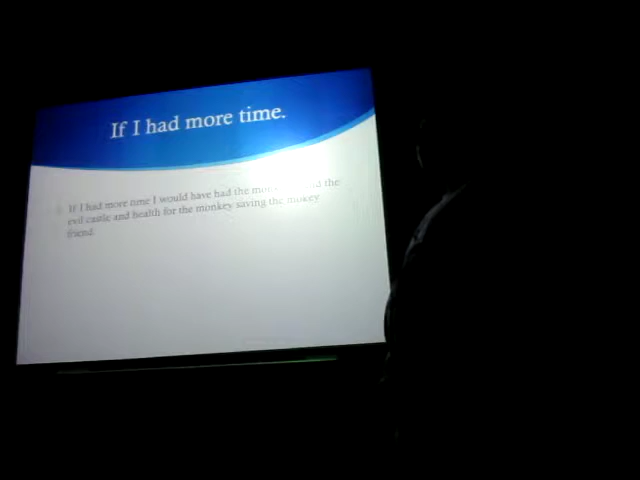 If I had more time.
If I had more time I would have had the the
evil castle and health for the monkey saving the
friend